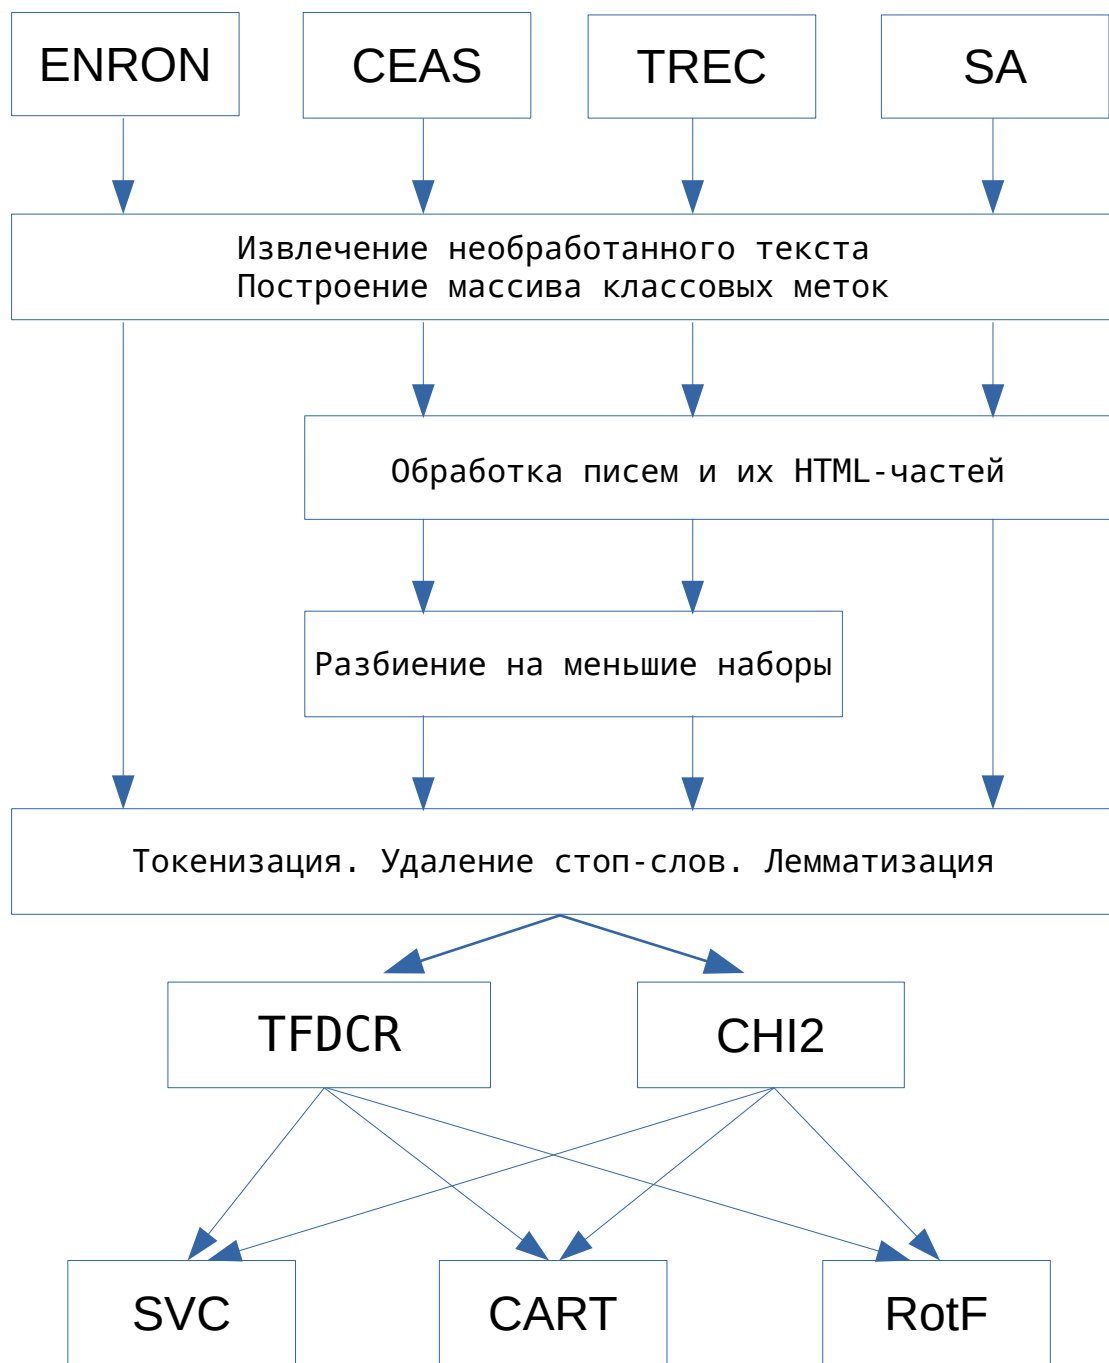 ENRON
CEAS
TREC
SA
Извлечение необработанного текста
Построение массива классовых меток
Обработка писем и их HTML-частей
Разбиение на меньшие наборы
Токенизация. Удаление стоп-слов. Лемматизация
TFDCR
CHI2
SVC
CART
RotF